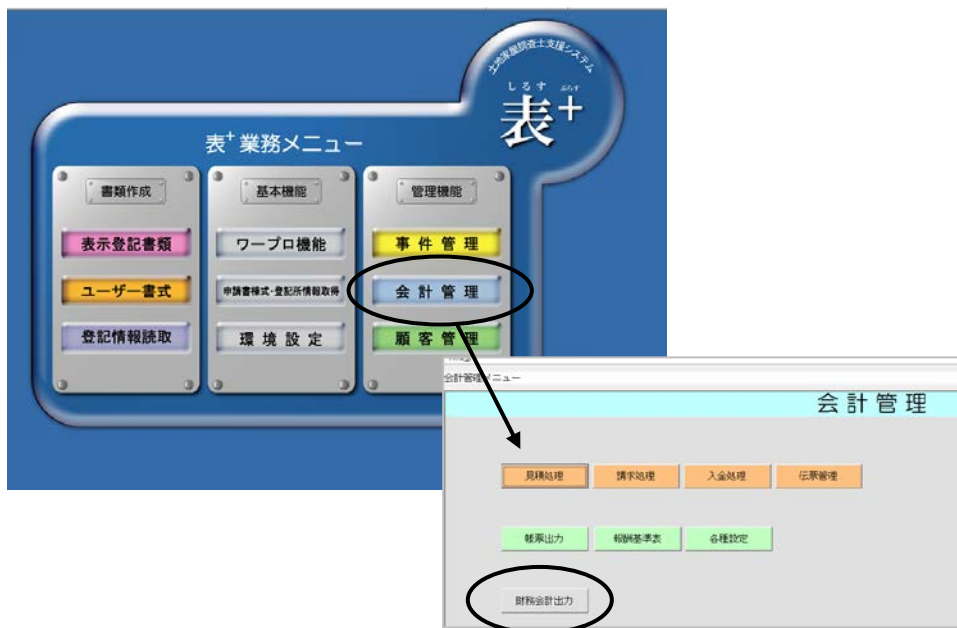 土地家屋調査士支援システム
しるす ぷらす
表+
表+業務メニュー
書類作成
基本機能
管理機能
表示登記書類
ワープロ機能
事件管理
ユーザー書式
申請書様式・登記所情報取得
会計管理
登記情報読取
環境設定
顧客管理
会計管理メニュー
会計管理
見積処理
請求処理
入金処理
伝票管理
帳票出力
報酬基準表
各種設定
財務会計出力